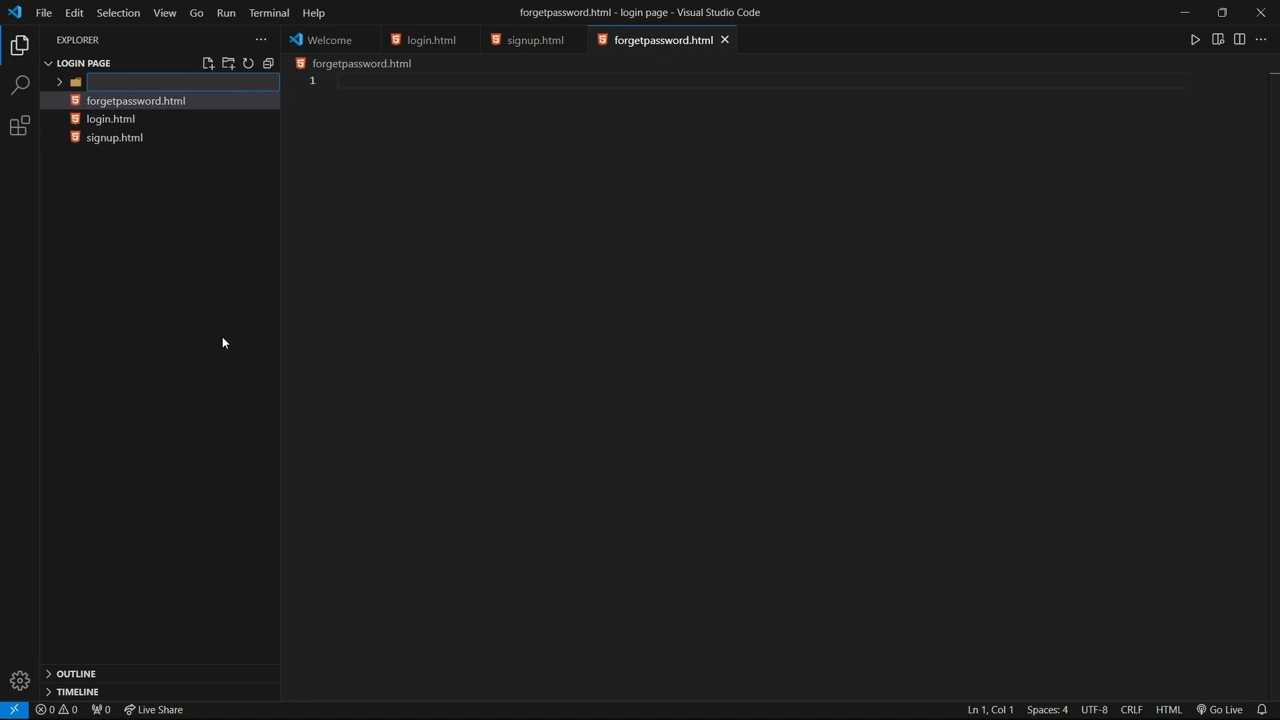 File Edit Selection View Go Run Terminal Help
forgetpassword.html - login page - Visual Studio Code
EXPLORER
Welcome
login.html
signup.html
forgetpassword.html
LOGIN PAGE
forgetpassword.html
1
forgetpassword.html
login.html
signup.html
OUTLINE
TIMELINE
0 0 0 Live Share
Ln 1, Col 1 Spaces: 4 UTF-8 CRLF HTML Go Live